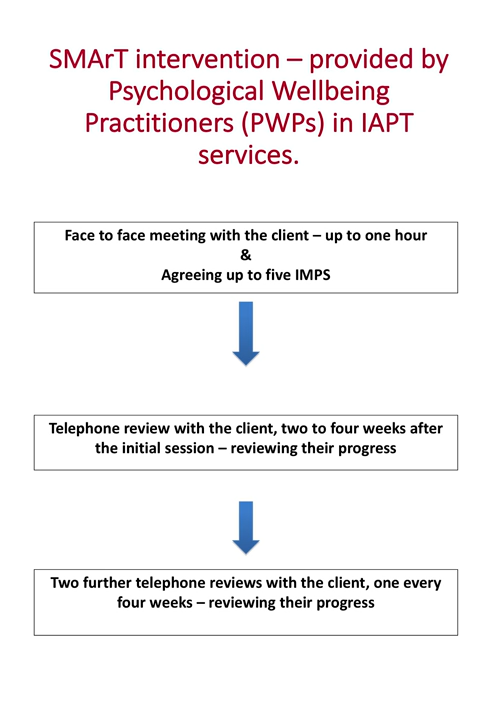 SMArT intervention – provided by
Psychological Wellbeing
Practitioners (PWPs) in IAPT
services.
Face to face meeting with the client – up to one hour
&
Agreeing up to five IMPS
Telephone review with the client, two to four weeks after
the initial session – reviewing their progress
Two further telephone reviews with the client, one every
four weeks – reviewing their progress